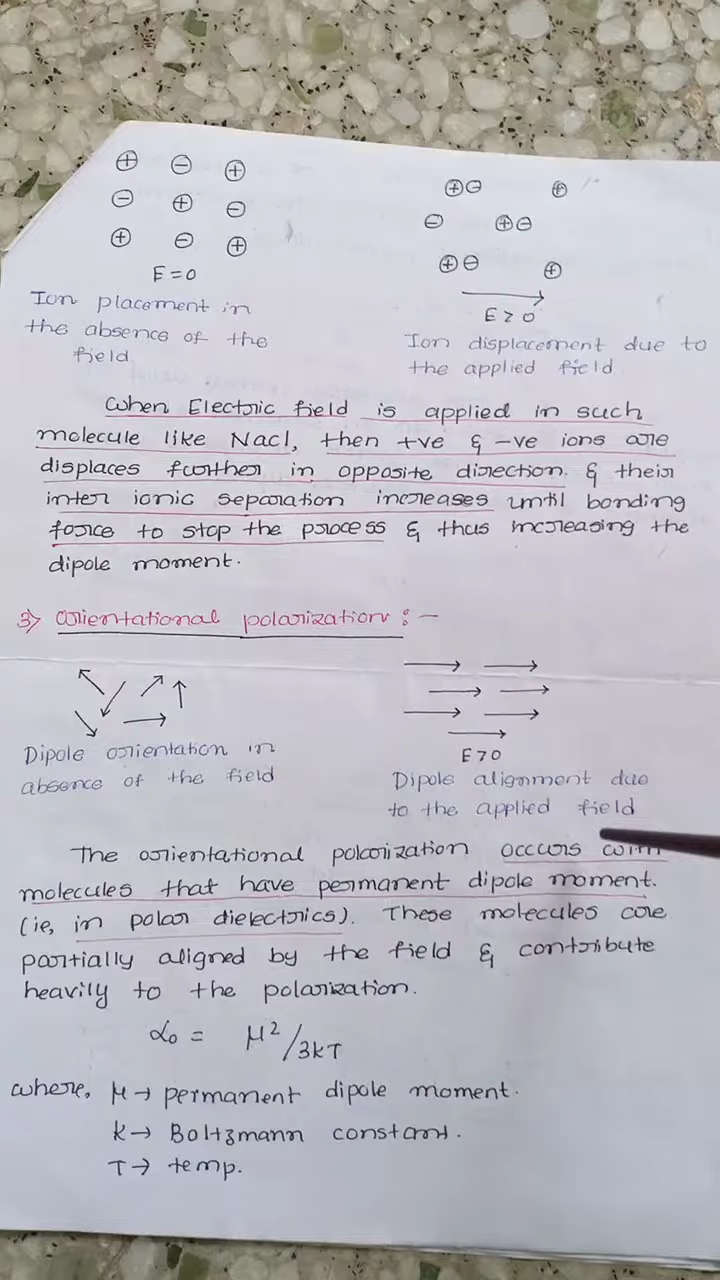 ⊕ ⊖ ⊕
⊖ ⊕ ⊖
⊕ ⊖ ⊕
E=0
Ion placement in
the absence of the
field
⊕⊖ ⊕
⊖ ⊕⊖
⊕⊖ ⊕
E>0
Ion displacement due to
the applied field
When Electric field is applied in such
molecule like Nacl, then +ve & -ve ions are
displaces further in opposite direction. & their
inter ionic separation increases until bonding
force to stop the process & thus increasing the
dipole moment.
3> orientational polarization :-
Dipole orientation in
absence of the field
E>0
Dipole alignment due
to the applied field
The orientational polarization occurs with
molecules that have permanent dipole moment.
(ie, in polar dielectrics). These molecules are
partially aligned by the field & contribute
heavily to the polarization.
αo = μ²/3kT
where, μ→ permanent dipole moment.
k→ Boltzmann constant.
T→ temp.